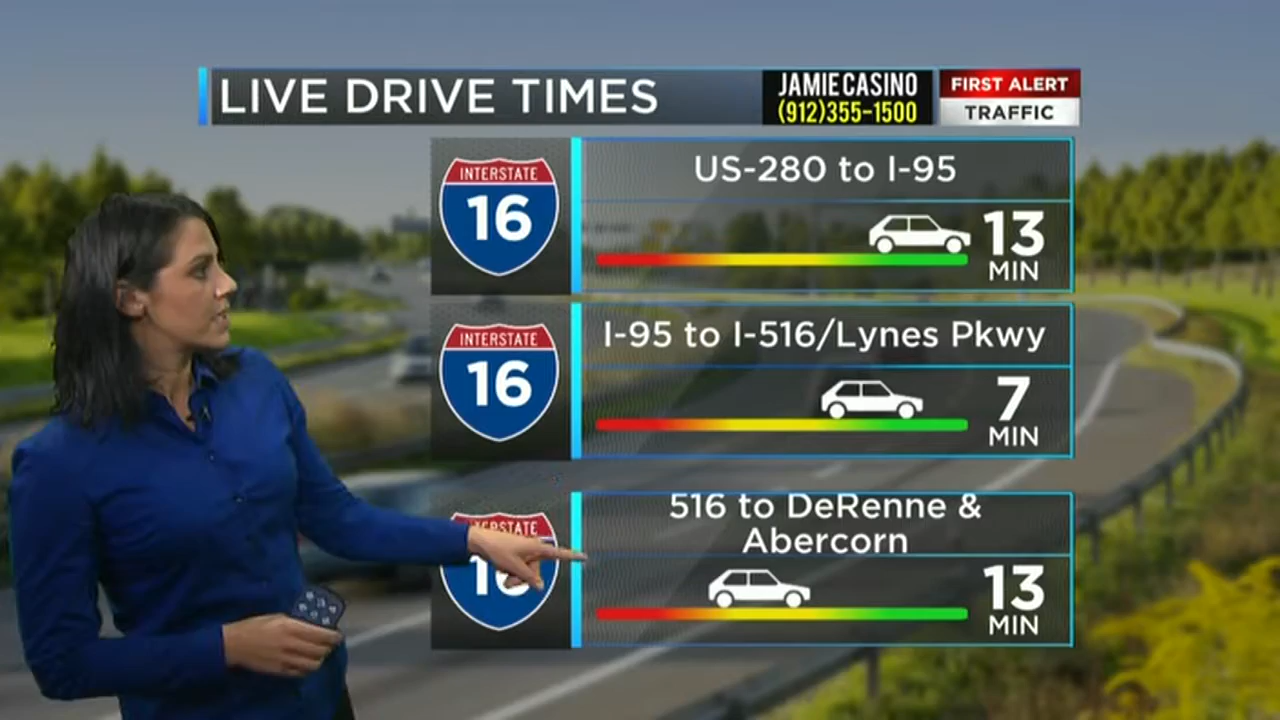 LIVE DRIVE TIMES
JAMIE CASINO
(912)355-1500
FIRST ALERT
TRAFFIC
INTERSTATE
16
US-280 to I-95
13
MIN
INTERSTATE
16
I-95 to I-516/Lynes Pkwy
7
MIN
INTERSTATE
16
516 to DeRenne &
Abercorn
13
MIN